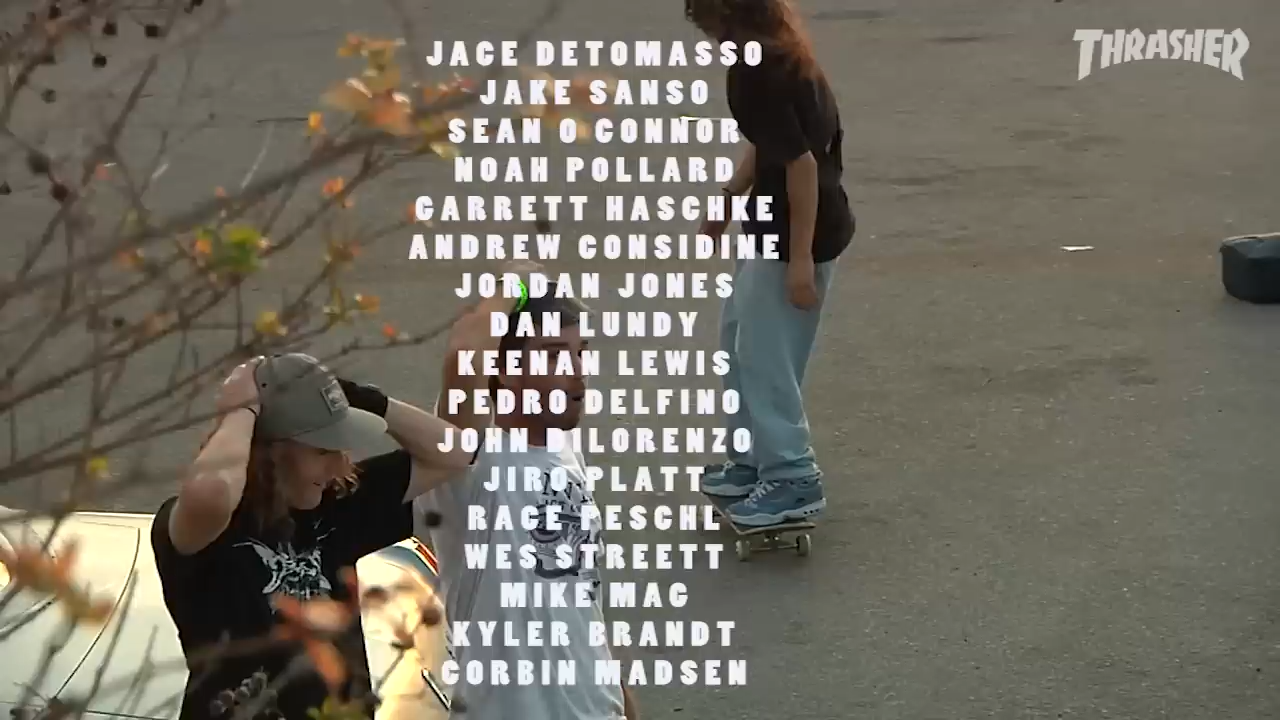 THRASHER
JACE DETOMASSO
JAKE SANSO
SEAN O CONNOR
NOAH POLLARD
GARRETT HASCHKE
ANDREW CONSIDINE
JORDAN JONES
DAN LUNDY
KEENAN LEWIS
PEDRO DELFINO
JOHN DILORENZO
JIRO PLATT
RACE PESCHL
WES STREETT
MIKE MAG
KYLER BRANDT
CORBIN MADSEN